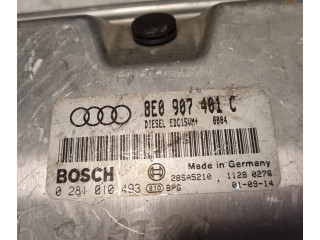 8E0 907 401 C
DIESEL EDC15VM+ 0004
BOSCH
Made in Germany
28SA5210 1128 0276
0 281 010 493 BPG 01-09-14